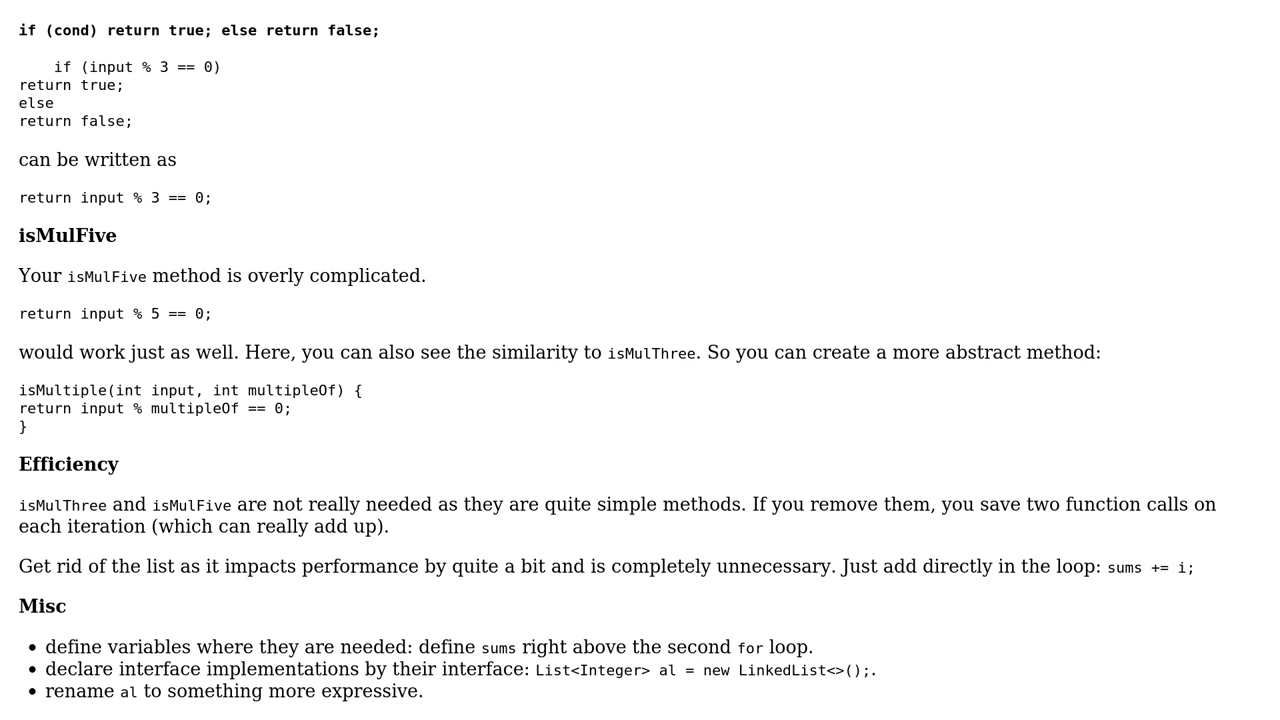 if (cond) return true; else return false;
if (input % 3 == 0)
return true;
else
return false;
can be written as
return input % 3 == 0;
isMulFive
Your isMulFive method is overly complicated.
return input % 5 == 0;
would work just as well. Here, you can also see the similarity to isMulThree. So you can create a more abstract method:
isMultiple(int input, int multipleOf) {
return input % multipleOf == 0;
}
Efficiency
isMulThree and isMulFive are not really needed as they are quite simple methods. If you remove them, you save two function calls on
each iteration (which can really add up).
Get rid of the list as it impacts performance by quite a bit and is completely unnecessary. Just add directly in the loop: sums += i;
Misc
• define variables where they are needed: define sums right above the second for loop.
• declare interface implementations by their interface: List<Integer> al = new LinkedList<>();.
• rename al to something more expressive.